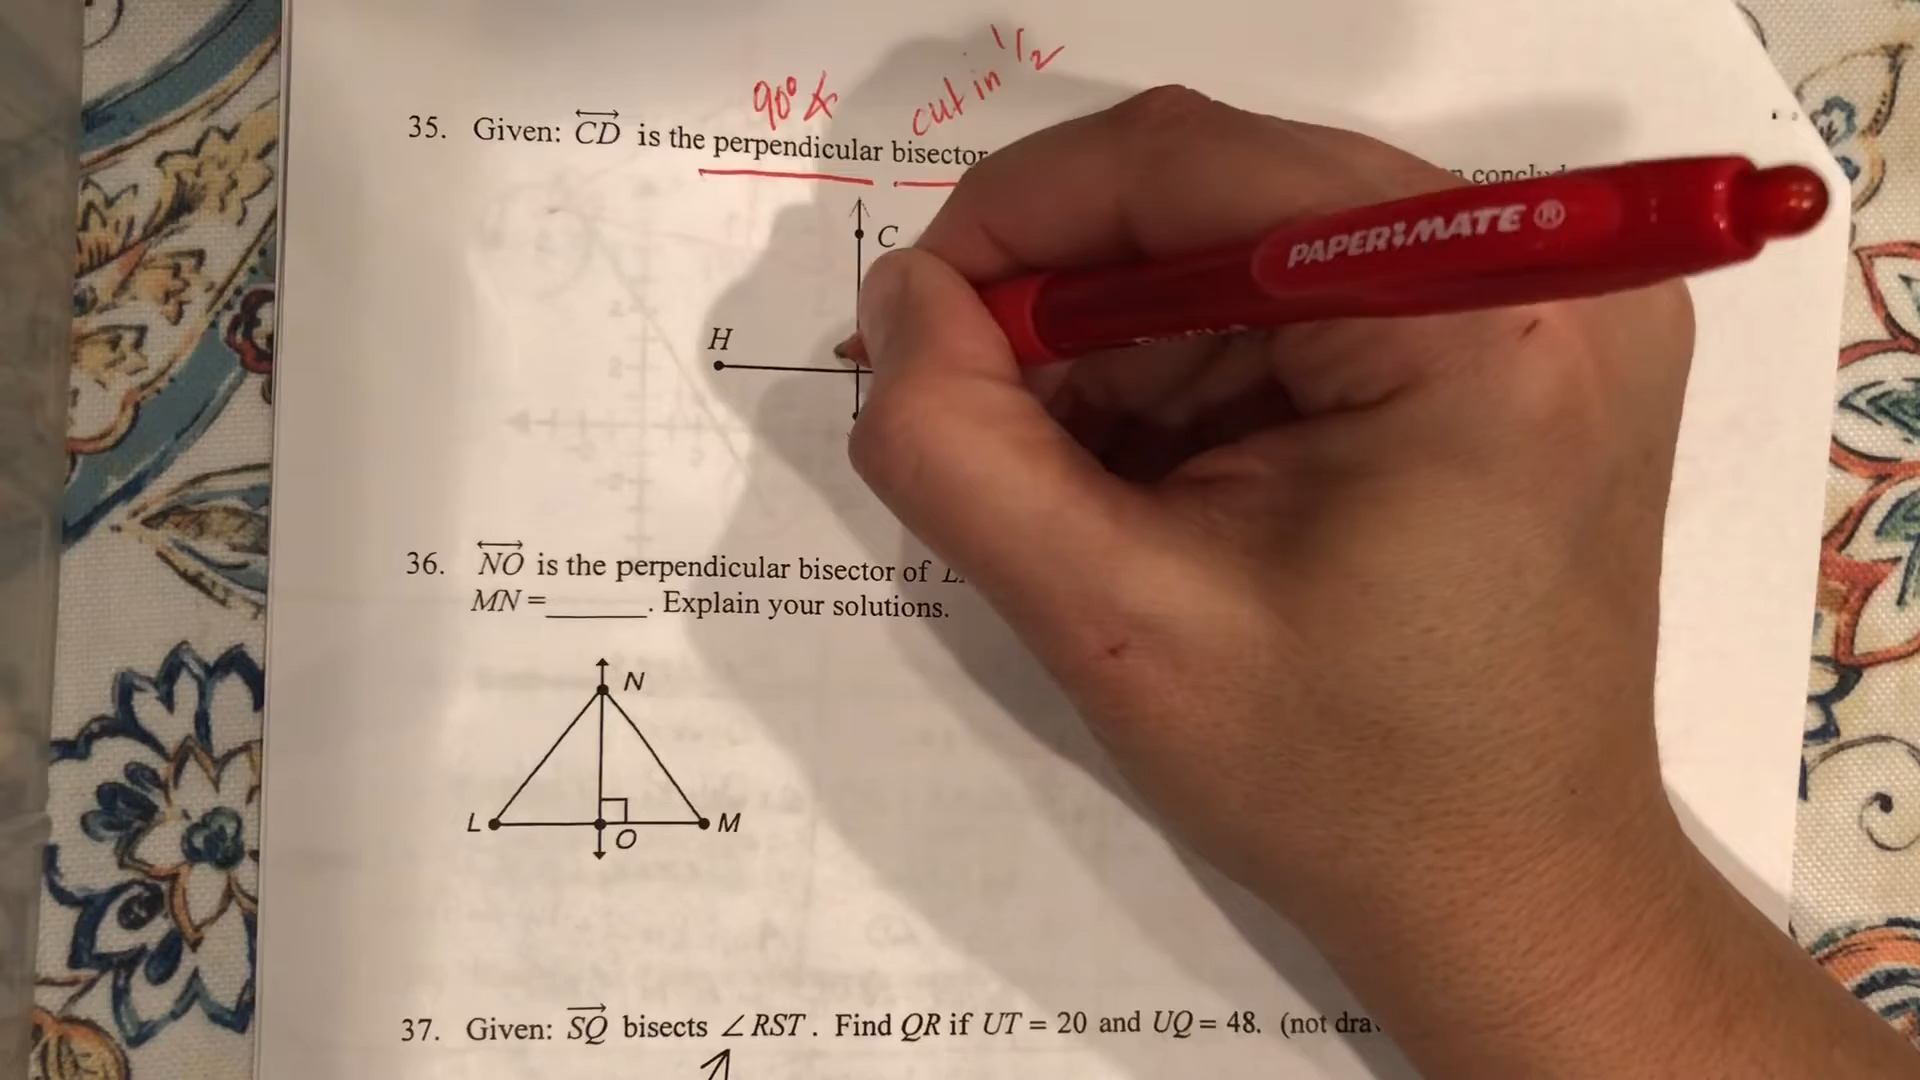 90° ∡ cut in 1/2
35. Given: CD is the perpendicular bisector
C
H
36. NO is the perpendicular bisector of
MN = ______. Explain your solutions.
N
L O M
37. Given: SQ bisects ∠RST. Find QR if UT = 20 and UQ = 48. (not
PAPER:MATE ®